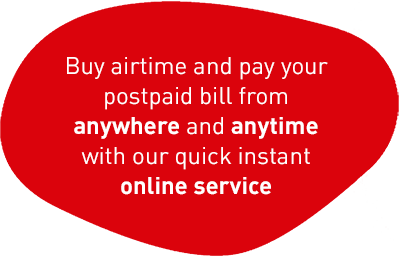 Buy airtime and pay your
postpaid bill from
anywhere and anytime
with our quick instant
online service